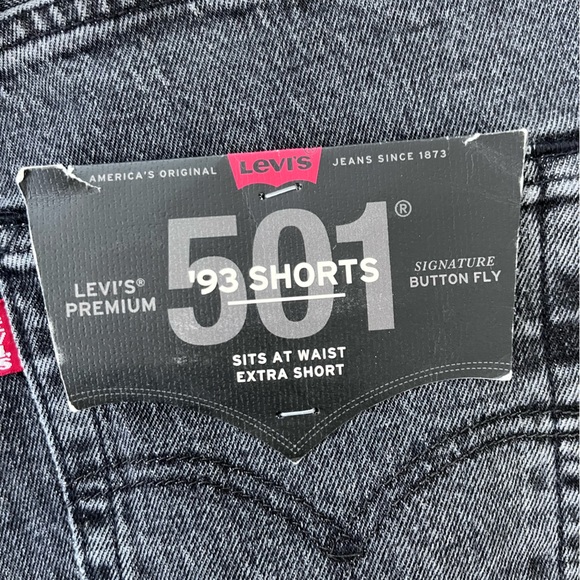 AMERICA'S ORIGINAL
Levi's
JEANS SINCE 1873
501®
'93 SHORTS
LEVI'S®
PREMIUM
SIGNATURE
BUTTON FLY
SITS AT WAIST
EXTRA SHORT